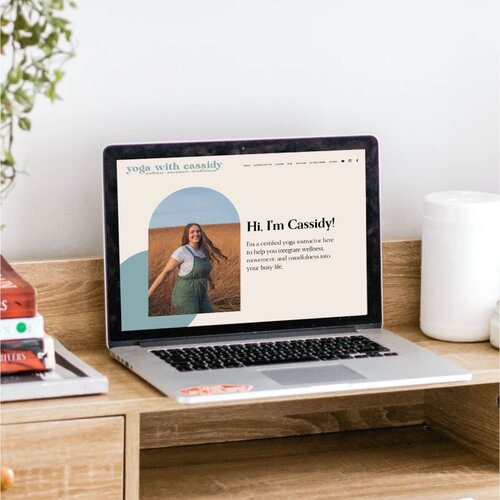 yoga with cassidy
wellness · movement · mindfulness
Hi, I'm Cassidy!
I'm a certified yoga instructor here
to help you integrate wellness,
movement, and mindfulness into
your busy life.